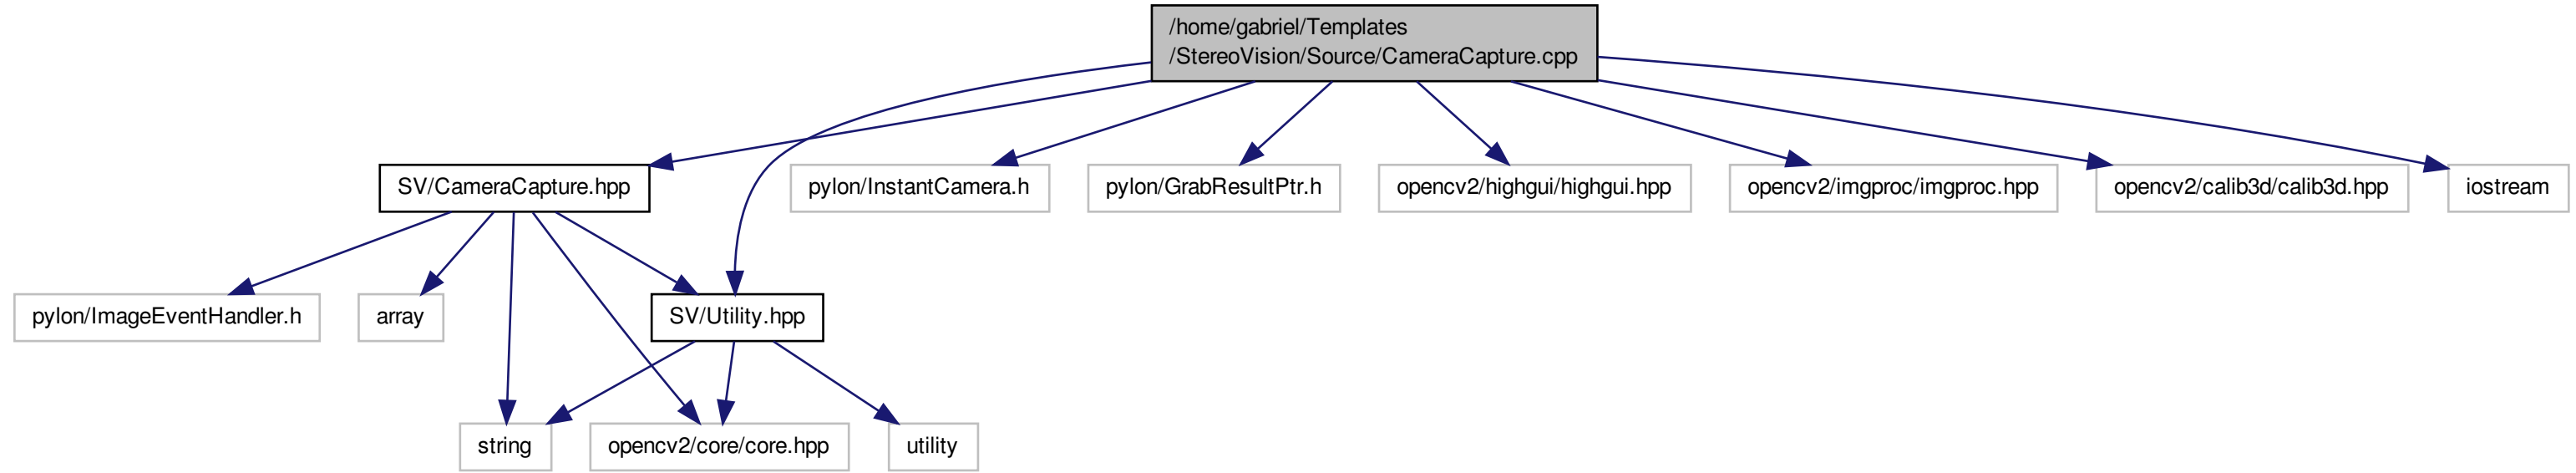 /home/gabriel/Templates
/StereoVision/Source/CameraCapture.cpp
SV/CameraCapture.hpp
pylon/InstantCamera.h
pylon/GrabResultPtr.h
opencv2/highgui/highgui.hpp
opencv2/imgproc/imgproc.hpp
opencv2/calib3d/calib3d.hpp
iostream
pylon/ImageEventHandler.h
array
SV/Utility.hpp
string
opencv2/core/core.hpp
utility